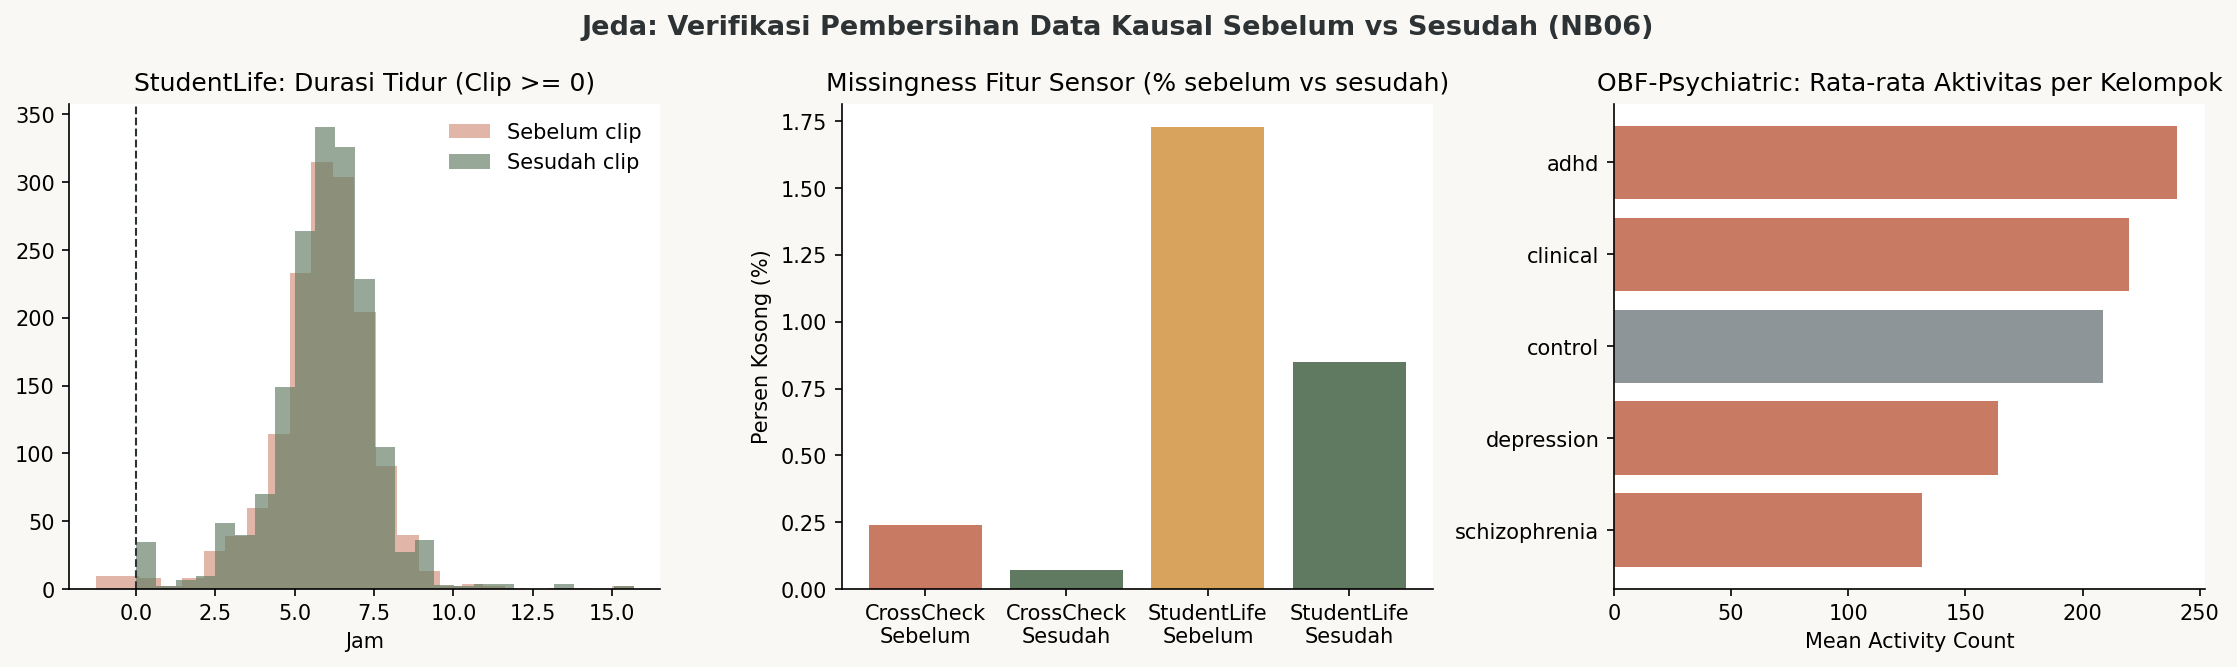 Jeda: Verifikasi Pembersihan Data Kausal Sebelum vs Sesudah (NB06)
StudentLife: Durasi Tidur (Clip >= 0)
350
300
250
200
150
100
50
0
Sebelum clip
Sesudah clip
0.0 2.5 5.0 7.5 10.0 12.5 15.0
Jam
Missingness Fitur Sensor (% sebelum vs sesudah)
Persen Kosong (%)
1.75
1.50
1.25
1.00
0.75
0.50
0.25
0.00
CrossCheck CrossCheck StudentLife StudentLife
Sebelum Sesudah Sebelum Sesudah
OBF-Psychiatric: Rata-rata Aktivitas per Kelompok
adhd
clinical
control
depression
schizophrenia
0 50 100 150 200 250
Mean Activity Count